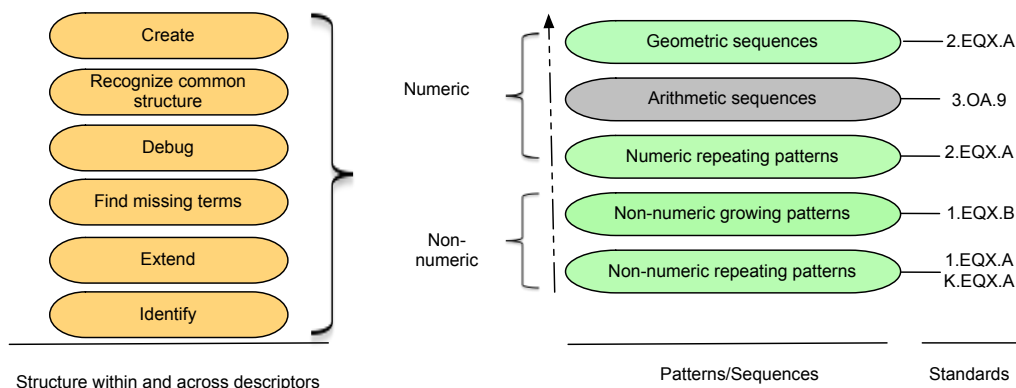 Create
Recognize common
structure
Debug
Find missing terms
Extend
Identify
Structure within and across descriptors
Numeric
Non-
numeric
Geometric sequences
Arithmetic sequences
Numeric repeating patterns
Non-numeric growing patterns
Non-numeric repeating patterns
Patterns/Sequences
2.EQX.A
3.OA.9
2.EQX.A
1.EQX.B
1.EQX.A
K.EQX.A
Standards